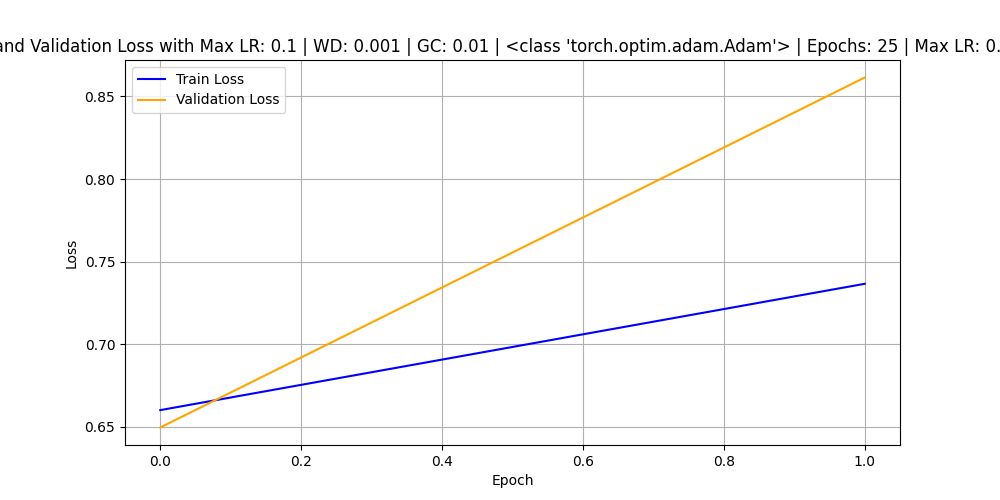 and Validation Loss with Max LR: 0.1 | WD: 0.001 | GC: 0.01 | <class 'torch.optim.adam.Adam'> | Epochs: 25 | Max LR: 0.
Train Loss
Validation Loss
0.85
0.80
0.75
0.70
0.65
Loss
0.0 0.2 0.4 0.6 0.8 1.0
Epoch